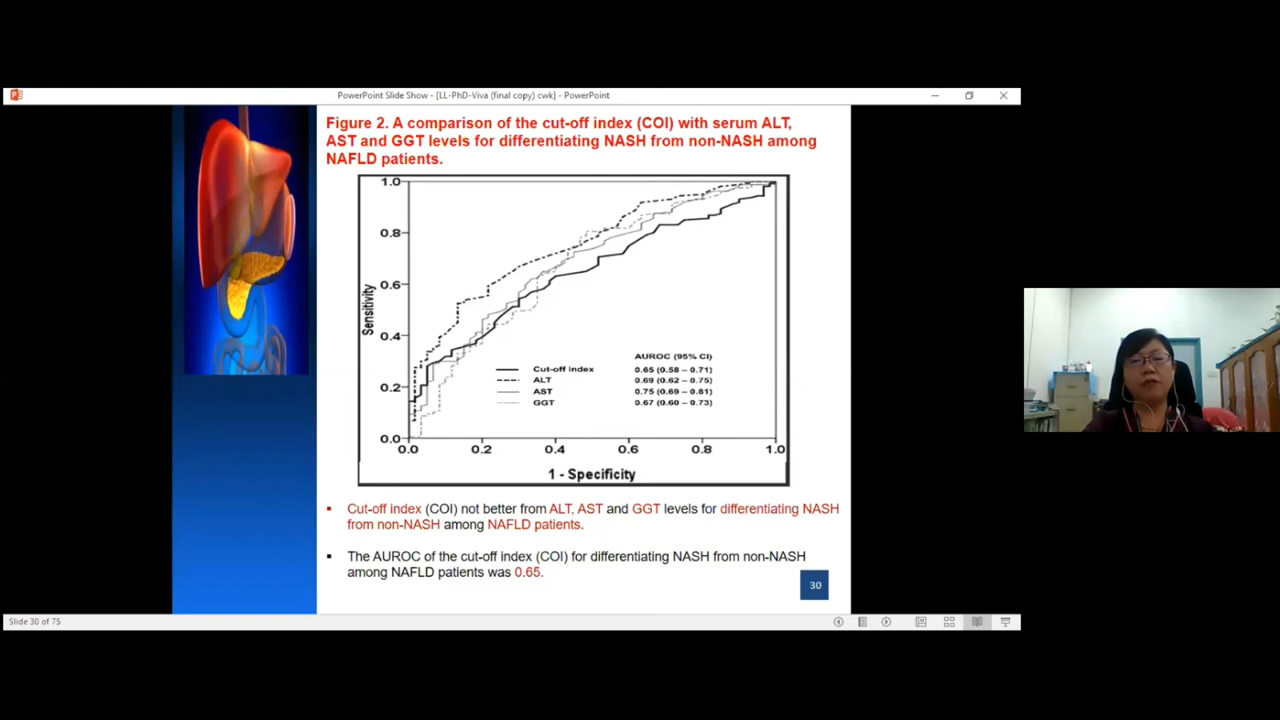 PowerPoint Slide Show - [LL-PhD-Viva (final copy) cwk] - PowerPoint
Figure 2. A comparison of the cut-off index (COI) with serum ALT,
AST and GGT levels for differentiating NASH from non-NASH among
NAFLD patients.
1.0
0.8
0.6
0.4
0.2
0.0
Sensitivity
AUROC (95% CI)
Cut-off index 0.65 (0.58 – 0.71)
ALT 0.69 (0.62 – 0.75)
AST 0.75 (0.69 – 0.81)
GGT 0.67 (0.60 – 0.73)
0.0 0.2 0.4 0.6 0.8 1.0
1 - Specificity
▪ Cut-off index (COI) not better from ALT, AST and GGT levels for differentiating NASH
from non-NASH among NAFLD patients.
▪ The AUROC of the cut-off index (COI) for differentiating NASH from non-NASH
among NAFLD patients was 0.65.
30
Slide 30 of 75